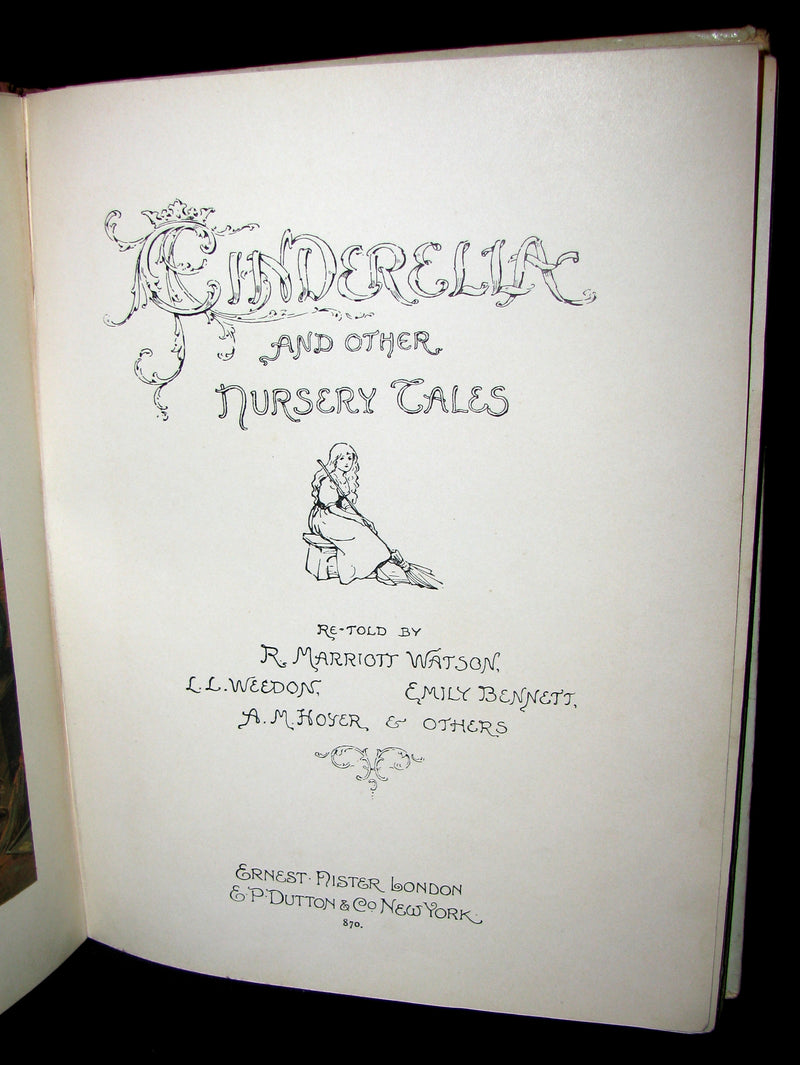 CINDERELLA
AND OTHER
NURSERY TALES
RE-TOLD BY
R. MARRIOTT WATSON,
L.L. WEEDON, EMILY BENNETT,
A.M. HOYER, & OTHERS
ERNEST·NISTER LONDON
E·P·DUTTON & Co NEW YORK.
870.